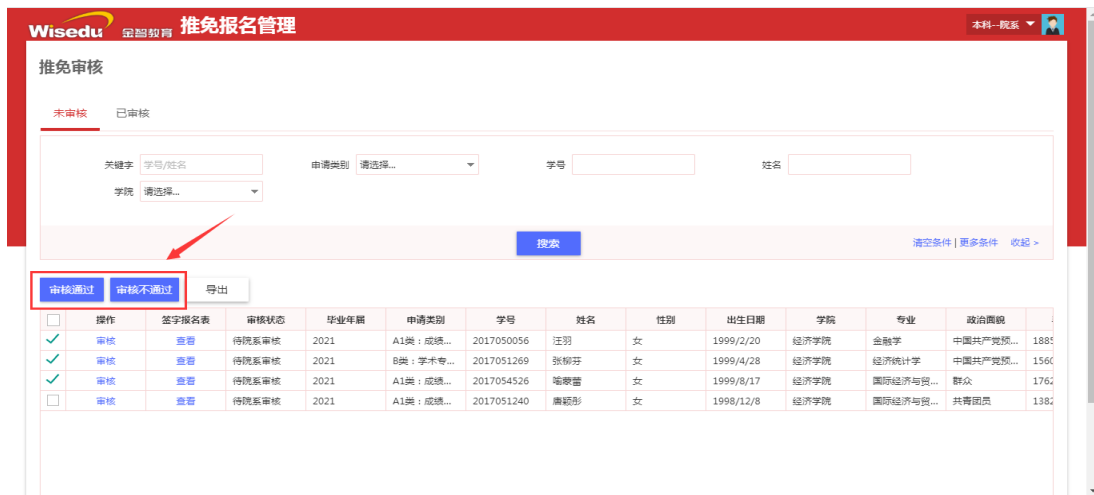 Wisedu 金智教育 推免报名管理 本科--院系
推免审核
未审核 已审核
关键字 学号/姓名 申请类别 请选择... 学号 姓名
学院 请选择...
搜索 清空条件 | 更多条件 收起 >
审核通过 审核不通过 导出
操作 签字报名表 审核状态 毕业年届 申请类别 学号 姓名 性别 出生日期 学院 专业 政治面貌
审核 查看 待院系审核 2021 A1类：成绩... 2017050056 汪羽 女 1999/2/20 经济学院 金融学 中国共产党预... 1885
审核 查看 待院系审核 2021 B类：学术专... 2017051269 张柳芬 女 1999/4/28 经济学院 经济统计学 中国共产党预... 1560
审核 查看 待院系审核 2021 A1类：成绩... 2017054526 喻蒙蕾 女 1999/8/17 经济学院 国际经济与贸... 群众 1762
审核 查看 待院系审核 2021 A1类：成绩... 2017051240 唐颖彤 女 1998/12/8 经济学院 国际经济与贸... 共青团员 1382